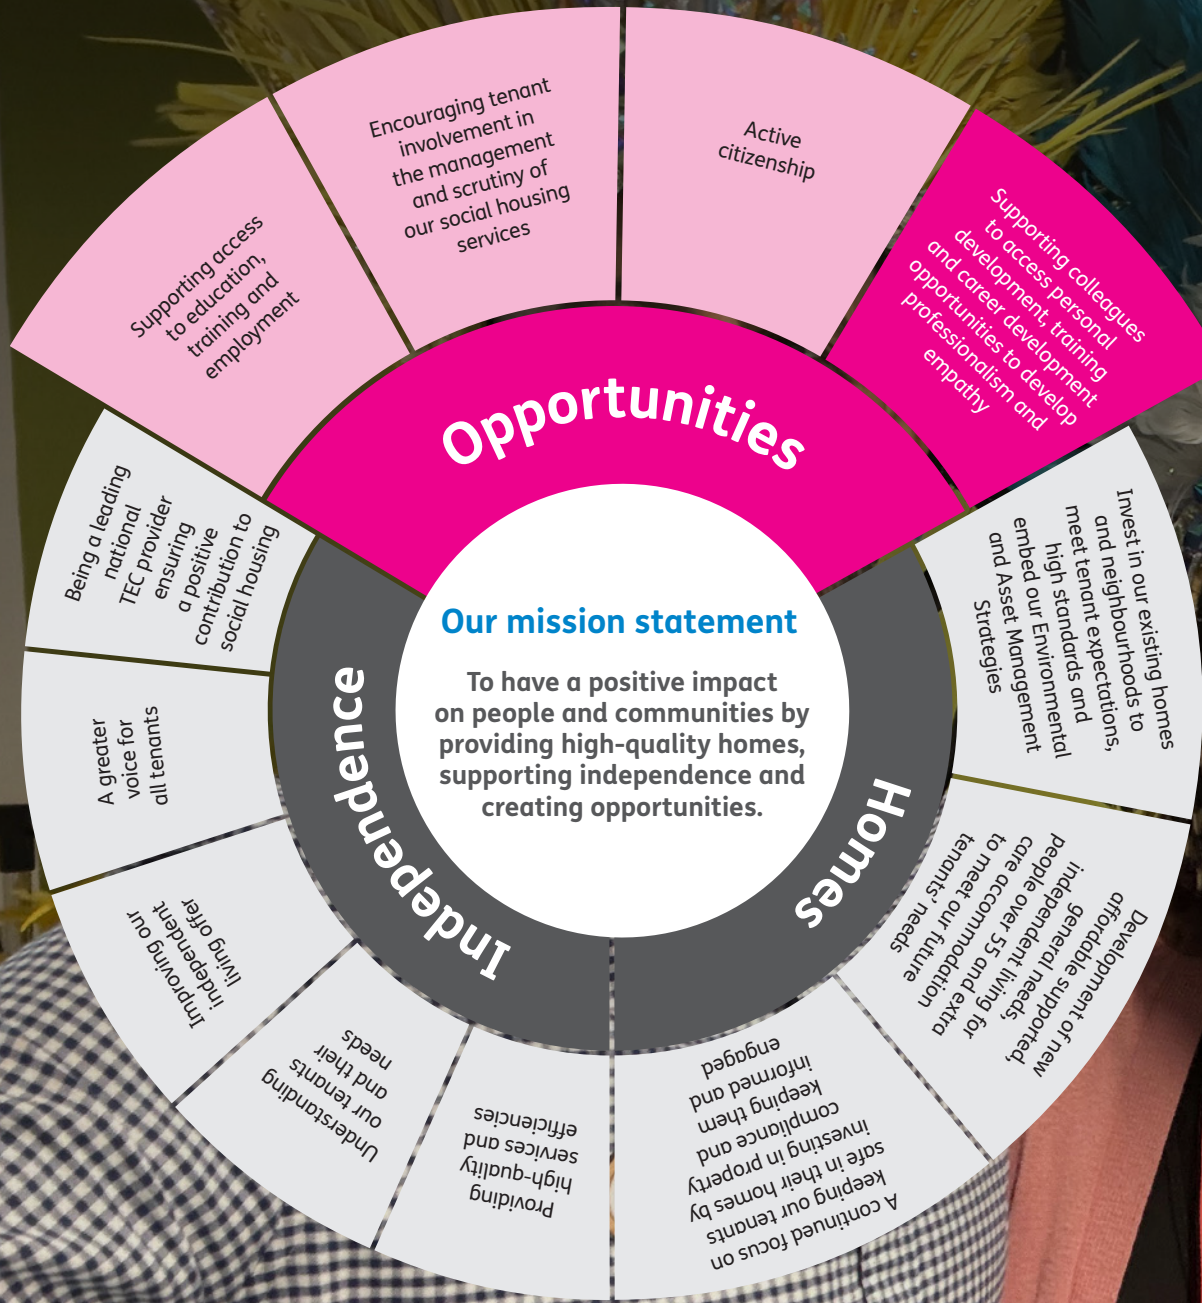 Our mission statement
To have a positive impact
on people and communities by
providing high-quality homes,
supporting independence and
creating opportunities.
Opportunities
Supporting access
to education,
training and
employment
Encouraging tenant
involvement in
the management
and scrutiny of
our social housing
services
Active
citizenship
Supporting colleagues
to access personal
development, training
and career development
opportunities to develop
professionalism and
empathy
Homes
Invest in our existing homes
and neighbourhoods to
meet tenant expectations,
high standards and
embed our Environmental
and Asset Management
Strategies
Development of new
affordable supported,
general needs,
independent living for
people over 55 and extra
care accommodation
to meet our future
tenants' needs
A continued focus on
keeping our tenants
safe in their homes by
investing in property
compliance and
keeping them
informed and
engaged
Independence
Providing
high-quality
services and
efficiencies
Understanding
our tenants
and their
needs
Improving our
independent
living offer
A greater
voice for
all tenants
Being a leading
national
TEC provider
ensuring
a positive
contribution to
social housing